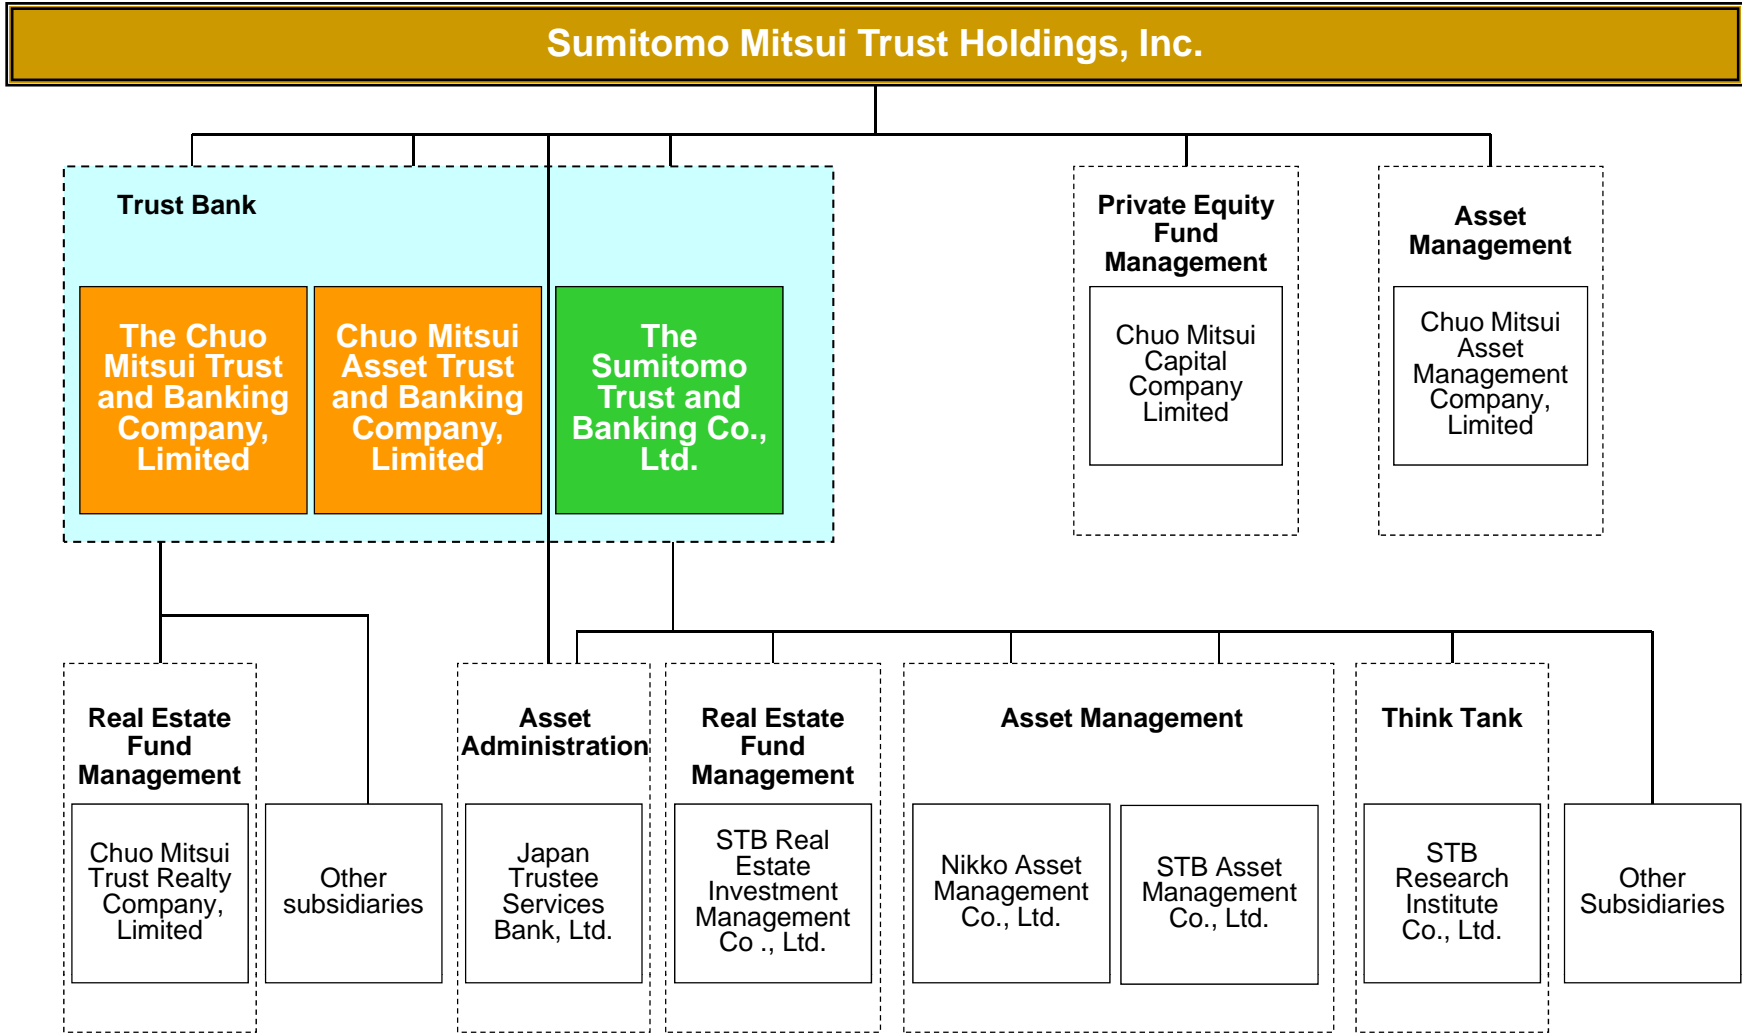 Sumitomo Mitsui Trust Holdings, Inc.
Trust Bank
The Chuo
Mitsui Trust
and Banking
Company,
Limited
Chuo Mitsui
Asset Trust
and Banking
Company,
Limited
The
Sumitomo
Trust and
Banking Co.,
Ltd.
Private Equity
Fund
Management
Chuo Mitsui
Capital
Company
Limited
Asset
Management
Chuo Mitsui
Asset
Management
Company,
Limited
Real Estate
Fund
Management
Chuo Mitsui
Trust Realty
Company,
Limited
Other
subsidiaries
Asset
Administration
Japan
Trustee
Services
Bank, Ltd.
Real Estate
Fund
Management
STB Real
Estate
Investment
Management
Co ., Ltd.
Asset Management
Nikko Asset
Management
Co., Ltd.
STB Asset
Management
Co., Ltd.
Think Tank
STB
Research
Institute
Co., Ltd.
Other
Subsidiaries